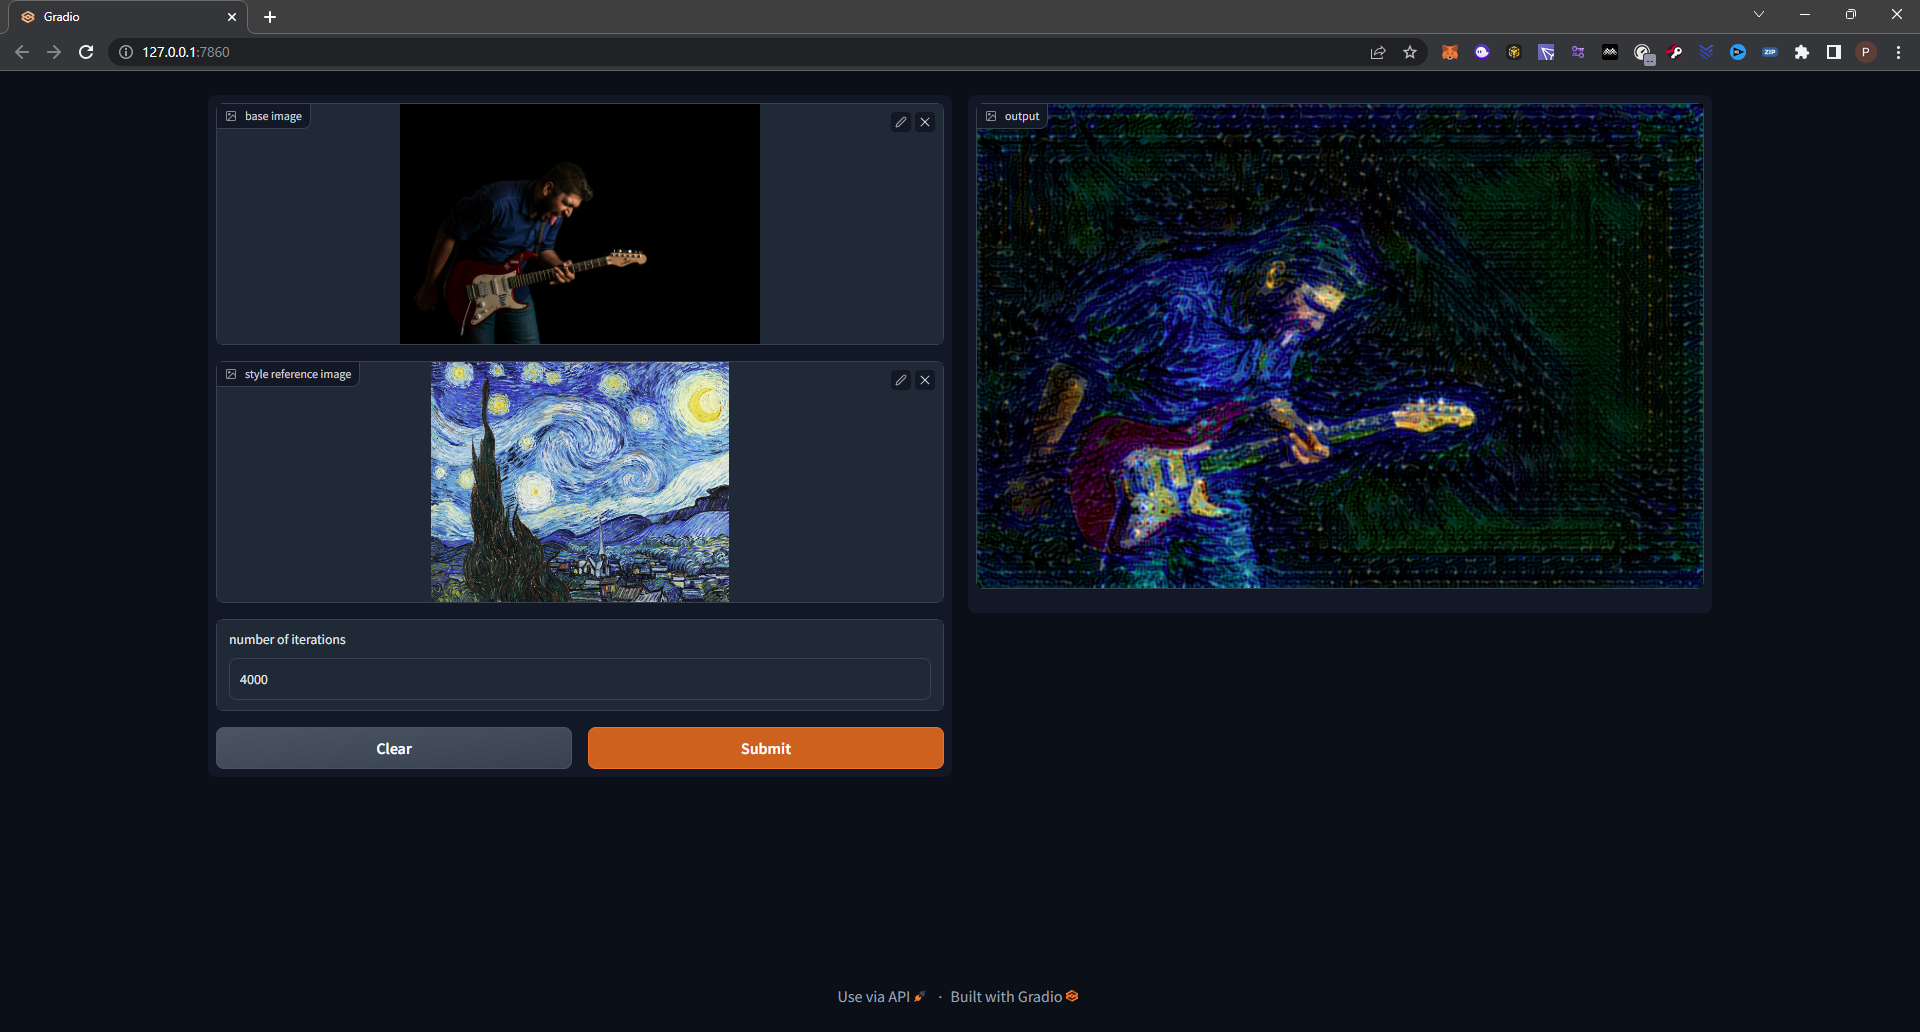 Gradio
127.0.0.1:7860
ZIP
P
base image
output
style reference image
number of iterations
4000
Clear
Submit
Use via API · Built with Gradio